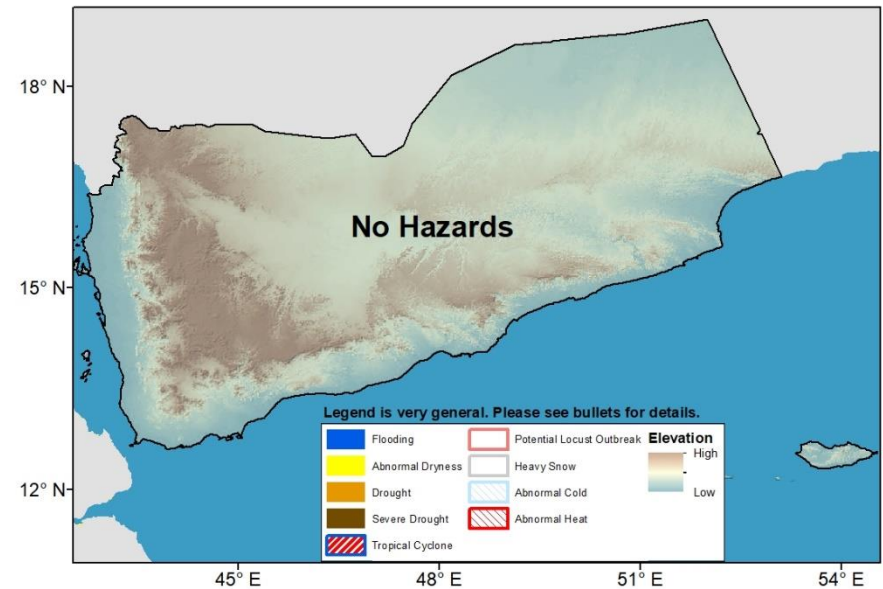 18° N
No Hazards
15° N
Legend is very general. Please see bullets for details.
Flooding
Potential Locust Outbreak
Elevation
High
Abnormal Dryness
Heavy Snow
Drought
Abnormal Cold
Low
12° N
Severe Drought
Abnormal Heat
Tropical Cyclone
45° E
48° E
51° E
54° E